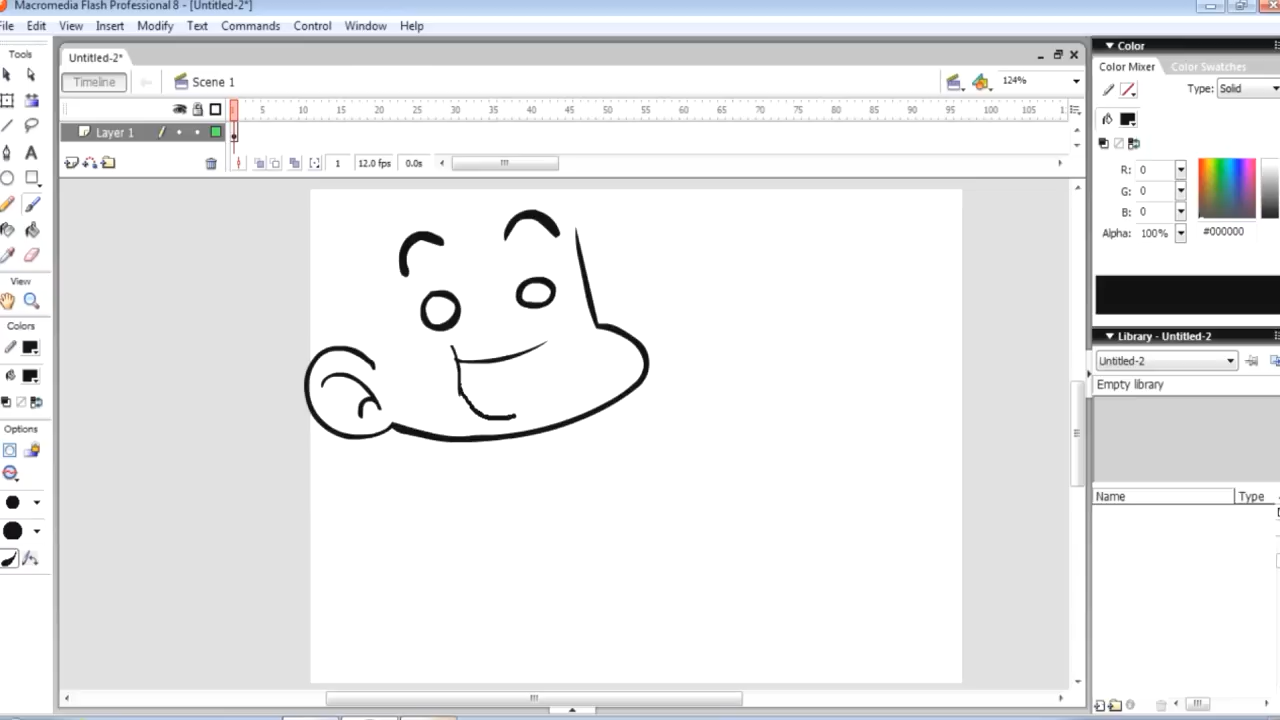 Macromedia Flash Professional 8 - [Untitled-2*]
File Edit View Insert Modify Text Commands Control Window Help
Tools
Untitled-2*
Timeline
Scene 1
124%
5 10 15 20 25 30 35 40 45 50 55 60 65 70 75 80 85 90 95 100 105
Layer 1
1 12.0 fps 0.0s
View
Colors
Options
Color
Color Mixer Color Swatches
Type: Solid
R: 0
G: 0
B: 0
Alpha: 100% #000000
Library - Untitled-2
Untitled-2
Empty library
Name Type